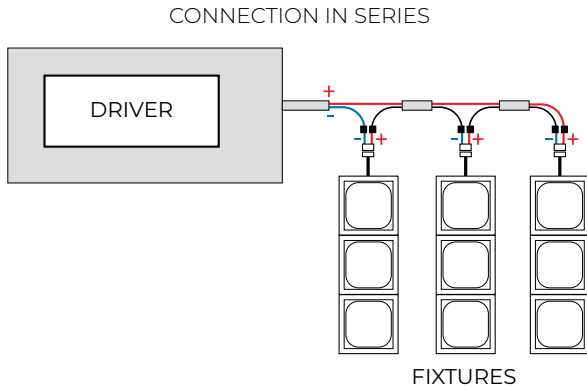 CONNECTION IN SERIES
DRIVER
+
-
- +
- +
- +
FIXTURES